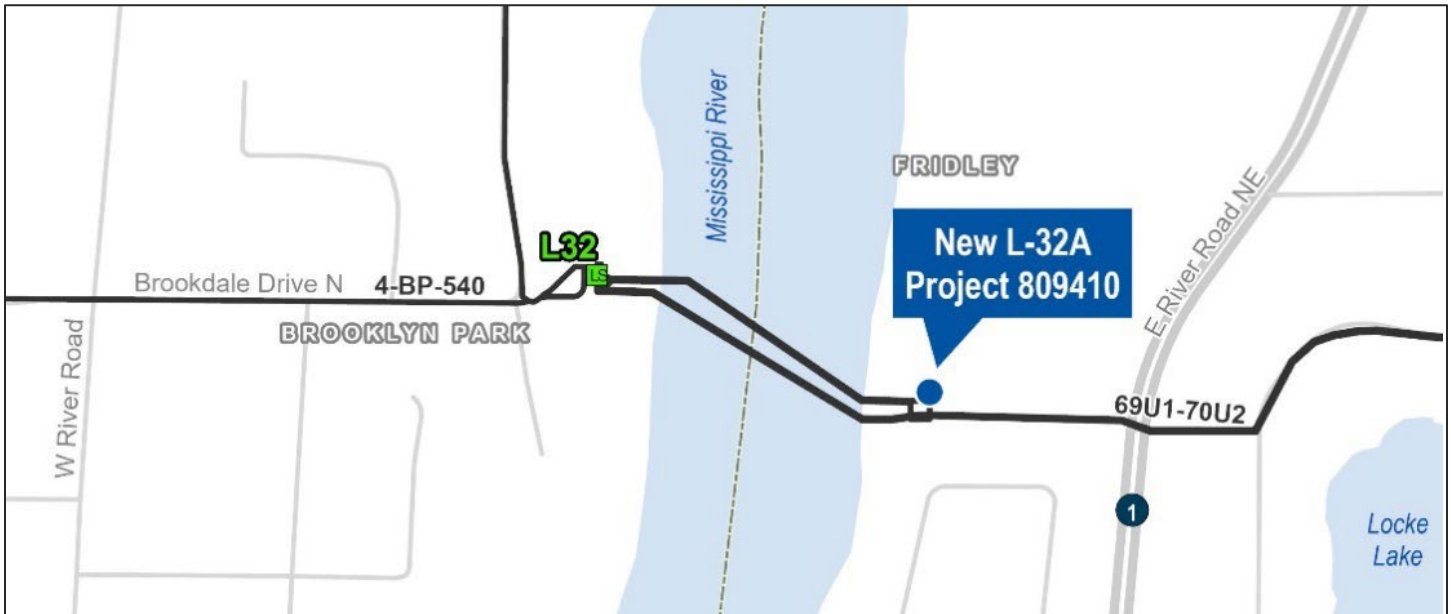 Mississippi River
FRIDLEY
New L-32A
Project 809410
L32
LS
Brookdale Drive N
4-BP-540
BROOKLYN PARK
W River Road
E River Road NE
69U1-70U2
1
Locke
Lake